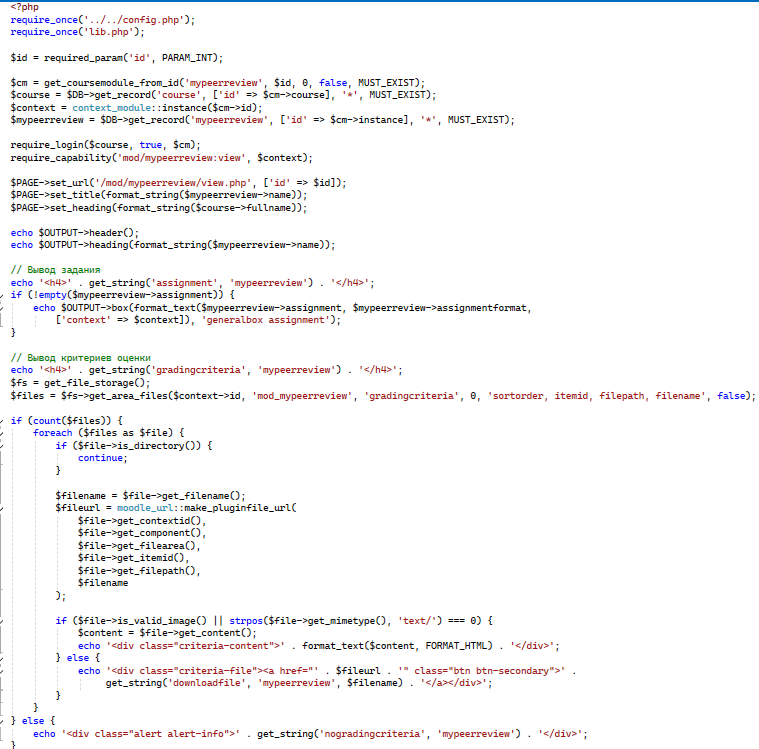 <?php
require_once('../../config.php');
require_once('lib.php');

$id = required_param('id', PARAM_INT);

$cm = get_coursemodule_from_id('mypeerreview', $id, 0, false, MUST_EXIST);
$course = $DB->get_record('course', ['id' => $cm->course], '*', MUST_EXIST);
$context = context_module::instance($cm->id);
$mypeerreview = $DB->get_record('mypeerreview', ['id' => $cm->instance], '*', MUST_EXIST);

require_login($course, true, $cm);
require_capability('mod/mypeerreview:view', $context);

$PAGE->set_url('/mod/mypeerreview/view.php', ['id' => $id]);
$PAGE->set_title(format_string($mypeerreview->name));
$PAGE->set_heading(format_string($course->fullname));

echo $OUTPUT->header();
echo $OUTPUT->heading(format_string($mypeerreview->name));

// Вывод задания
echo '<h4>' . get_string('assignment', 'mypeerreview') . '</h4>';
if (!empty($mypeerreview->assignment)) {
    echo $OUTPUT->box(format_text($mypeerreview->assignment, $mypeerreview->assignmentformat,
        ['context' => $context]), 'generalbox assignment');
}

// Вывод критериев оценки
echo '<h4>' . get_string('gradingcriteria', 'mypeerreview') . '</h4>';
$fs = get_file_storage();
$files = $fs->get_area_files($context->id, 'mod_mypeerreview', 'gradingcriteria', 0, 'sortorder, itemid, filepath, filename', false);

if (count($files)) {
    foreach ($files as $file) {
        if ($file->is_directory()) {
            continue;
        }

        $filename = $file->get_filename();
        $fileurl = moodle_url::make_pluginfile_url(
            $file->get_contextid(),
            $file->get_component(),
            $file->get_filearea(),
            $file->get_itemid(),
            $file->get_filepath(),
            $filename
        );

        if ($file->is_valid_image() || strpos($file->get_mimetype(), 'text/') === 0) {
            $content = $file->get_content();
            echo '<div class="criteria-content">' . format_text($content, FORMAT_HTML) . '</div>';
        } else {
            echo '<div class="criteria-file"><a href="' . $fileurl . '" class="btn btn-secondary">' .
                get_string('downloadfile', 'mypeerreview', $filename) . '</a></div>';
        }
    }
} else {
    echo '<div class="alert alert-info">' . get_string('nogradingcriteria', 'mypeerreview') . '</div>';
}